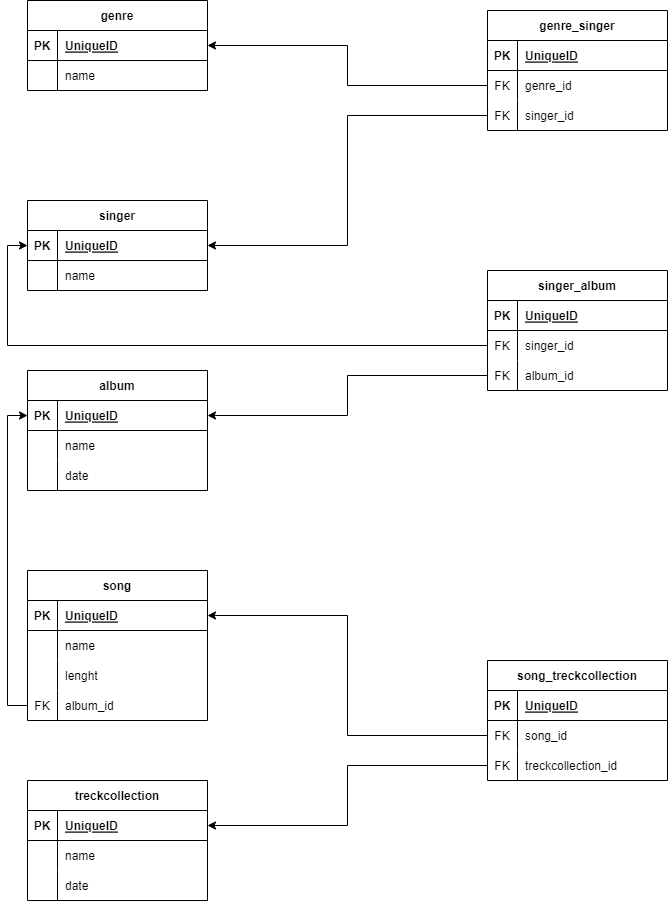 genre
PK UniqueID
name
genre_singer
PK UniqueID
FK genre_id
FK singer_id
singer
PK UniqueID
name
singer_album
PK UniqueID
FK singer_id
FK album_id
album
PK UniqueID
name
date
song
PK UniqueID
name
lenght
FK album_id
song_treckcollection
PK UniqueID
FK song_id
FK treckcollection_id
treckcollection
PK UniqueID
name
date